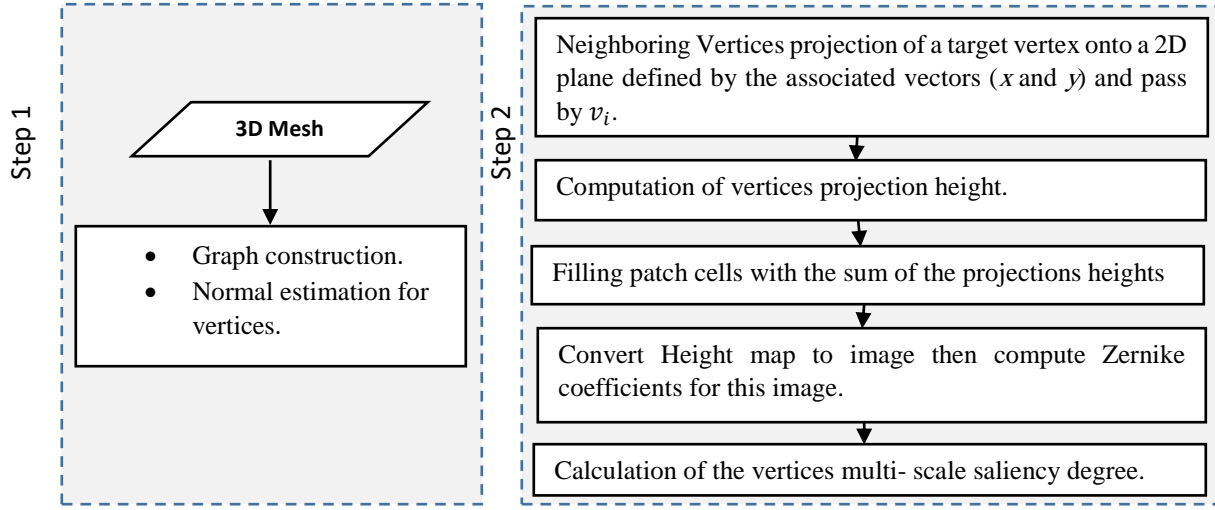 Step 1
3D Mesh
• Graph construction.
• Normal estimation for
vertices.
Step 2
Neighboring Vertices projection of a target vertex onto a 2D
plane defined by the associated vectors (x and y) and pass
by vᵢ.
Computation of vertices projection height.
Filling patch cells with the sum of the projections heights
Convert Height map to image then compute Zernike
coefficients for this image.
Calculation of the vertices multi- scale saliency degree.